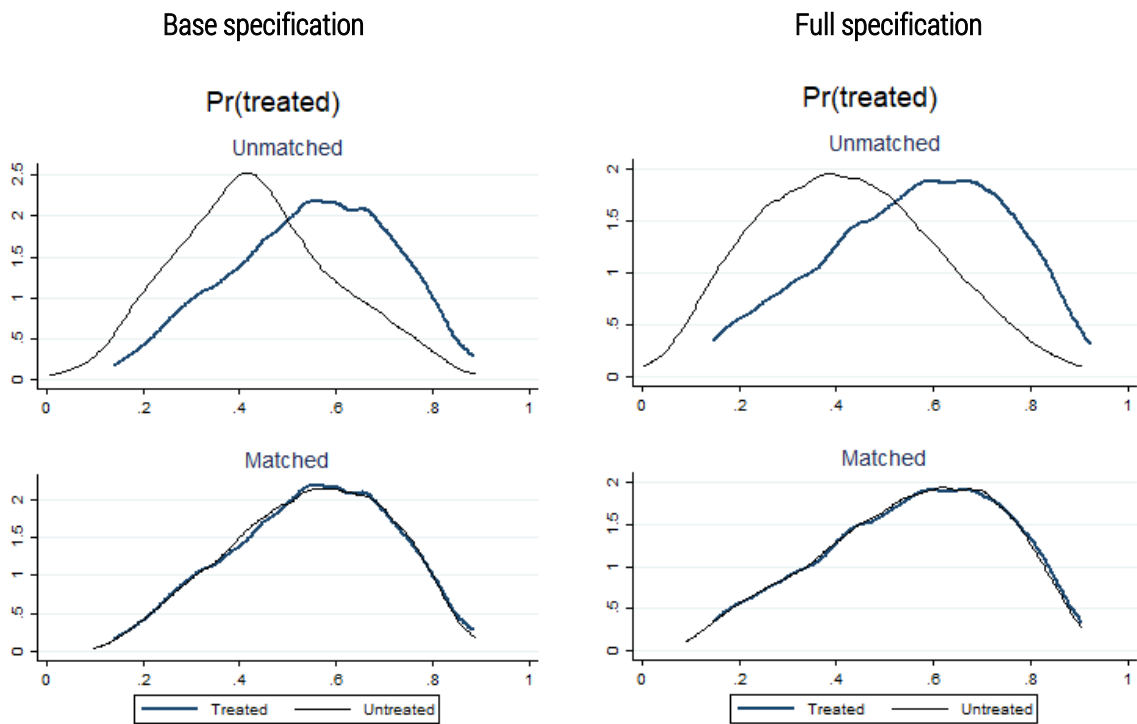 Base specification
Full specification
Pr(treated)
Unmatched
2.5
2
1.5
1
.5
0
0 .2 .4 .6 .8 1
Matched
2
1.5
1
.5
0
0 .2 .4 .6 .8 1
Treated Untreated
Pr(treated)
Unmatched
2
1.5
1
.5
0
0 .2 .4 .6 .8 1
Matched
2
1.5
1
.5
0
0 .2 .4 .6 .8 1
Treated Untreated